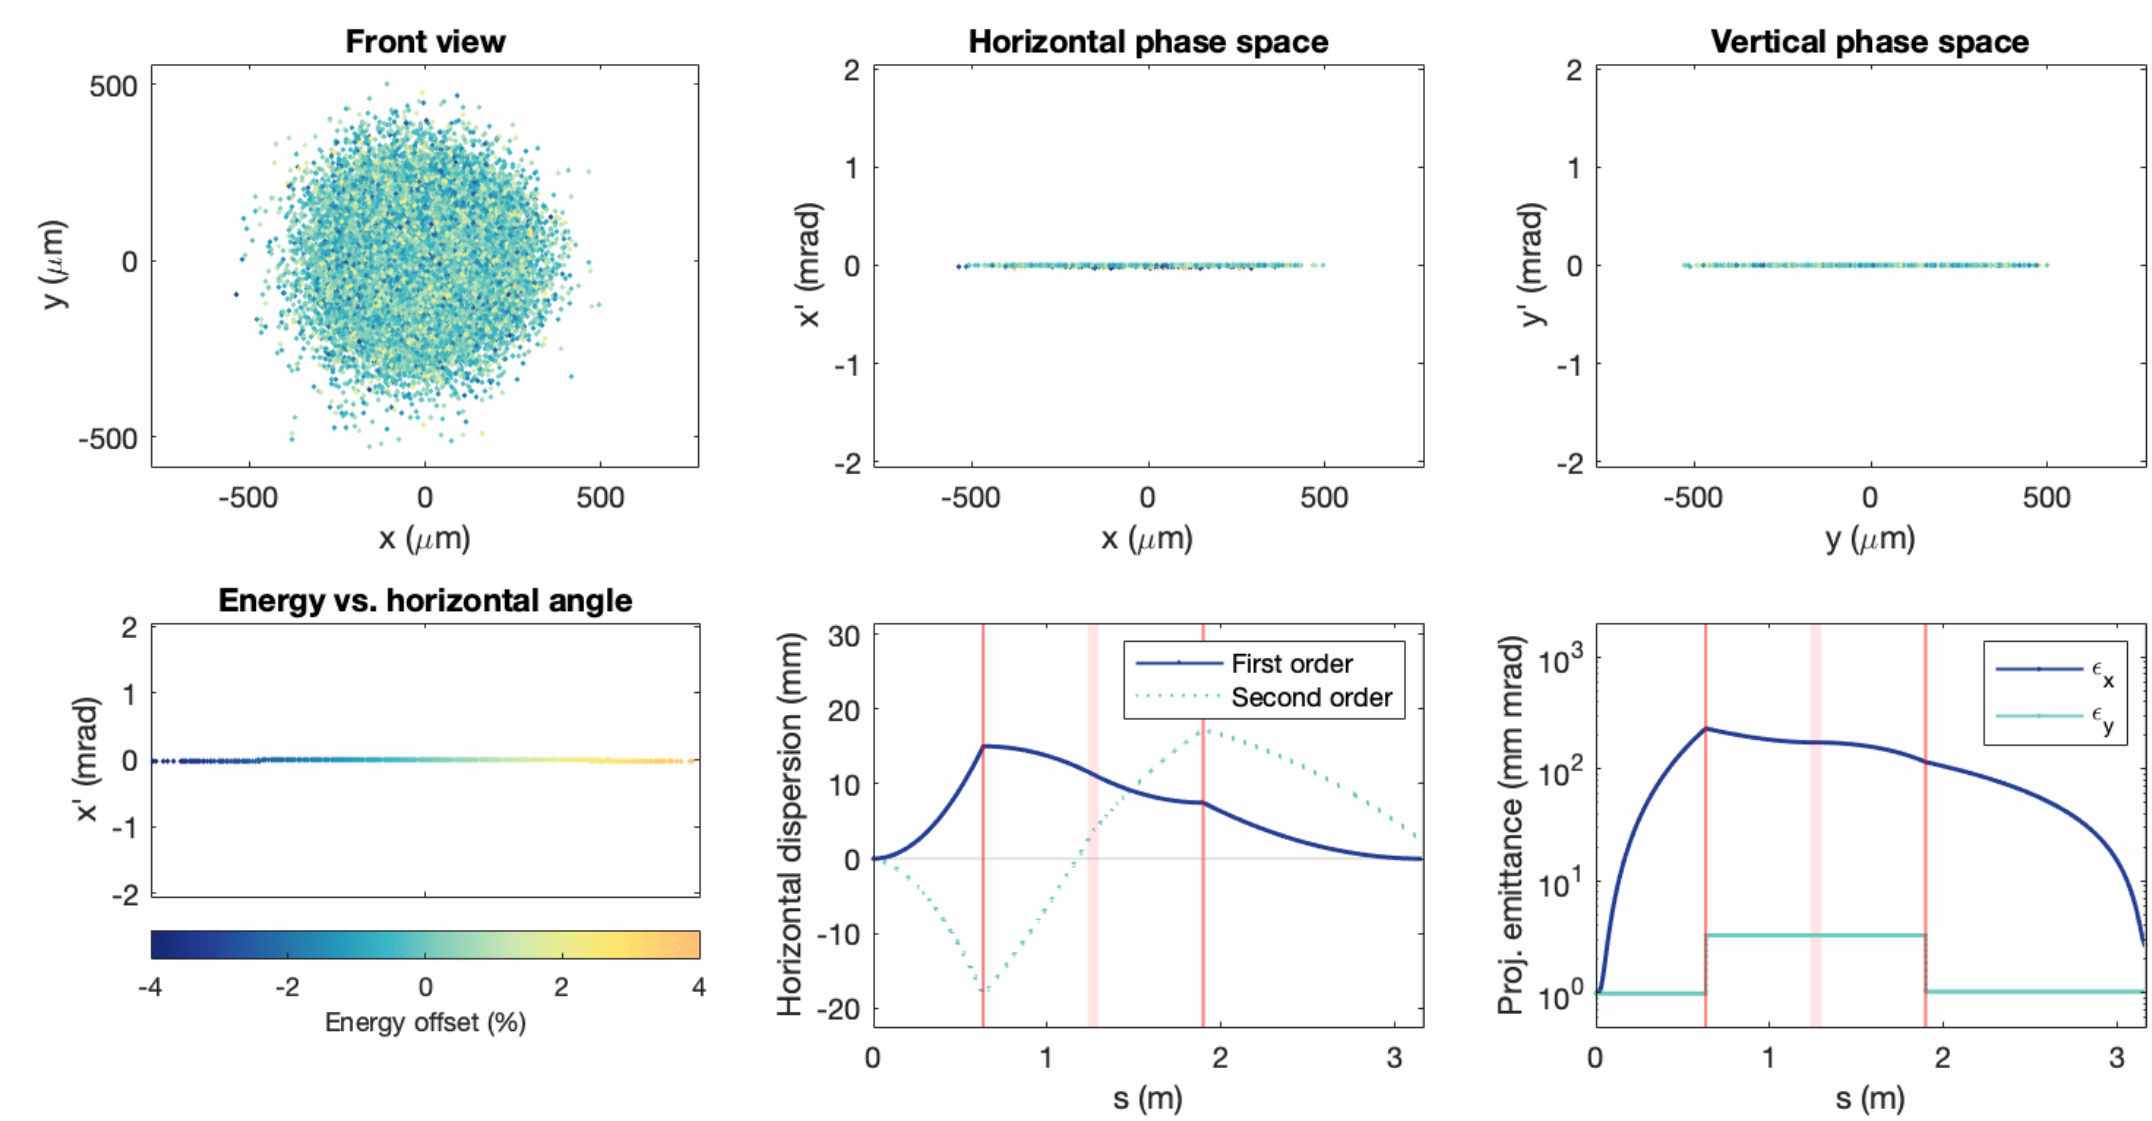 Front view
500
0
-500
y (μm)
-500 0 500
x (μm)
Horizontal phase space
2
1
0
-1
-2
x' (mrad)
-500 0 500
x (μm)
Vertical phase space
2
1
0
-1
-2
y' (mrad)
-500 0 500
y (μm)
Energy vs. horizontal angle
2
1
0
-1
-2
x' (mrad)
-4 -2 0 2 4
Energy offset (%)
30
20
10
0
-10
-20
Horizontal dispersion (mm)
First order
Second order
0 1 2 3
s (m)
10³
10²
10¹
10⁰
Proj. emittance (mm mrad)
ϵx
ϵy
0 1 2 3
s (m)